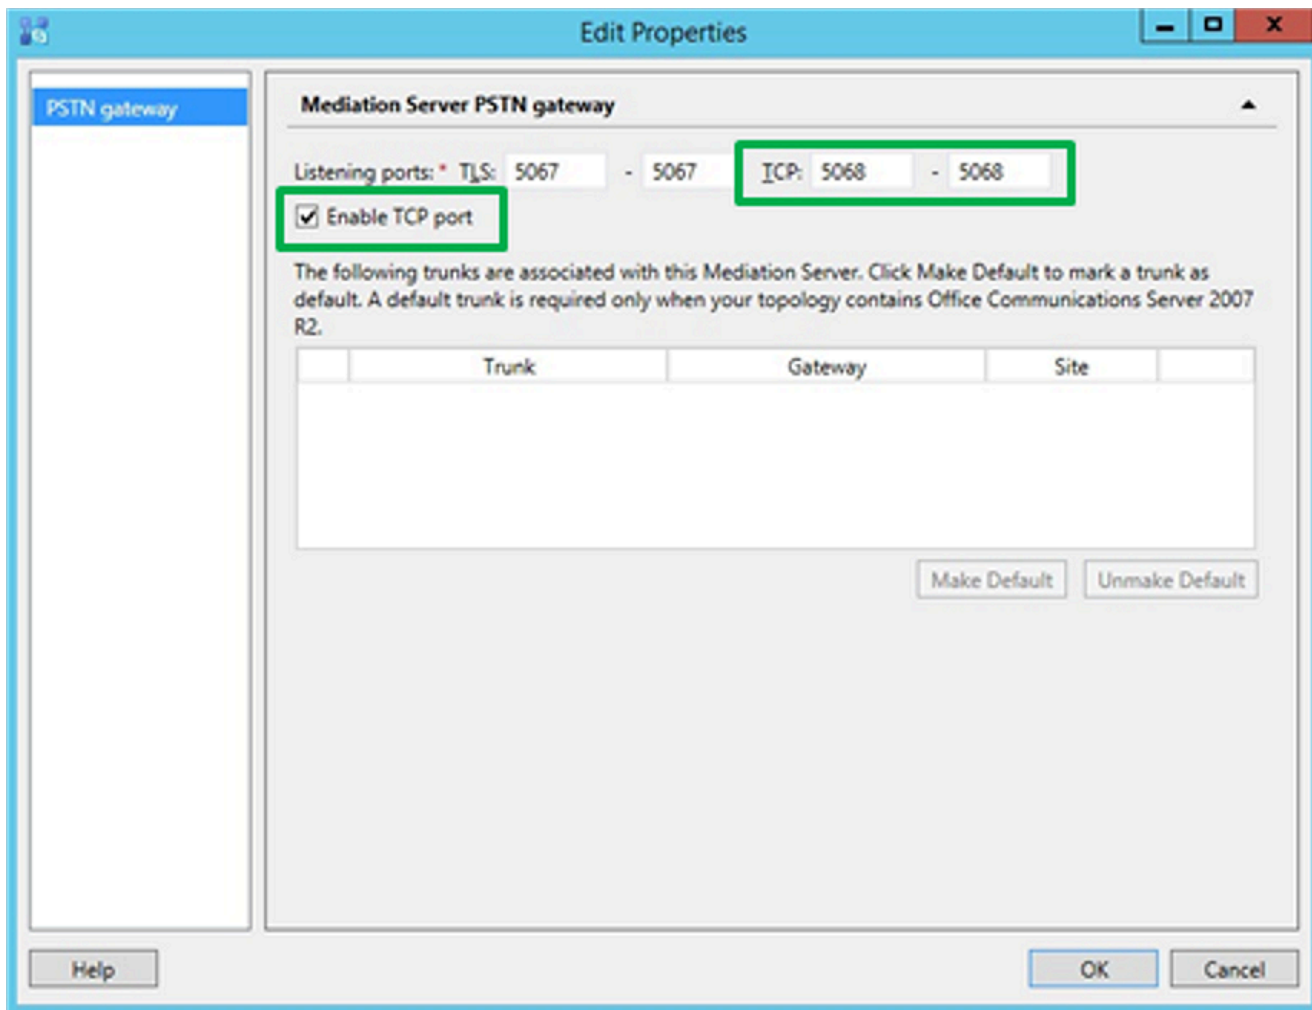 Edit Properties
PSTN gateway
Mediation Server PSTN gateway
Listening ports: * TLS: 5067 - 5067 TCP: 5068 - 5068
Enable TCP port
The following trunks are associated with this Mediation Server. Click Make Default to mark a trunk as
default. A default trunk is required only when your topology contains Office Communications Server 2007
R2.
Trunk Gateway Site
Make Default Unmake Default
Help OK Cancel